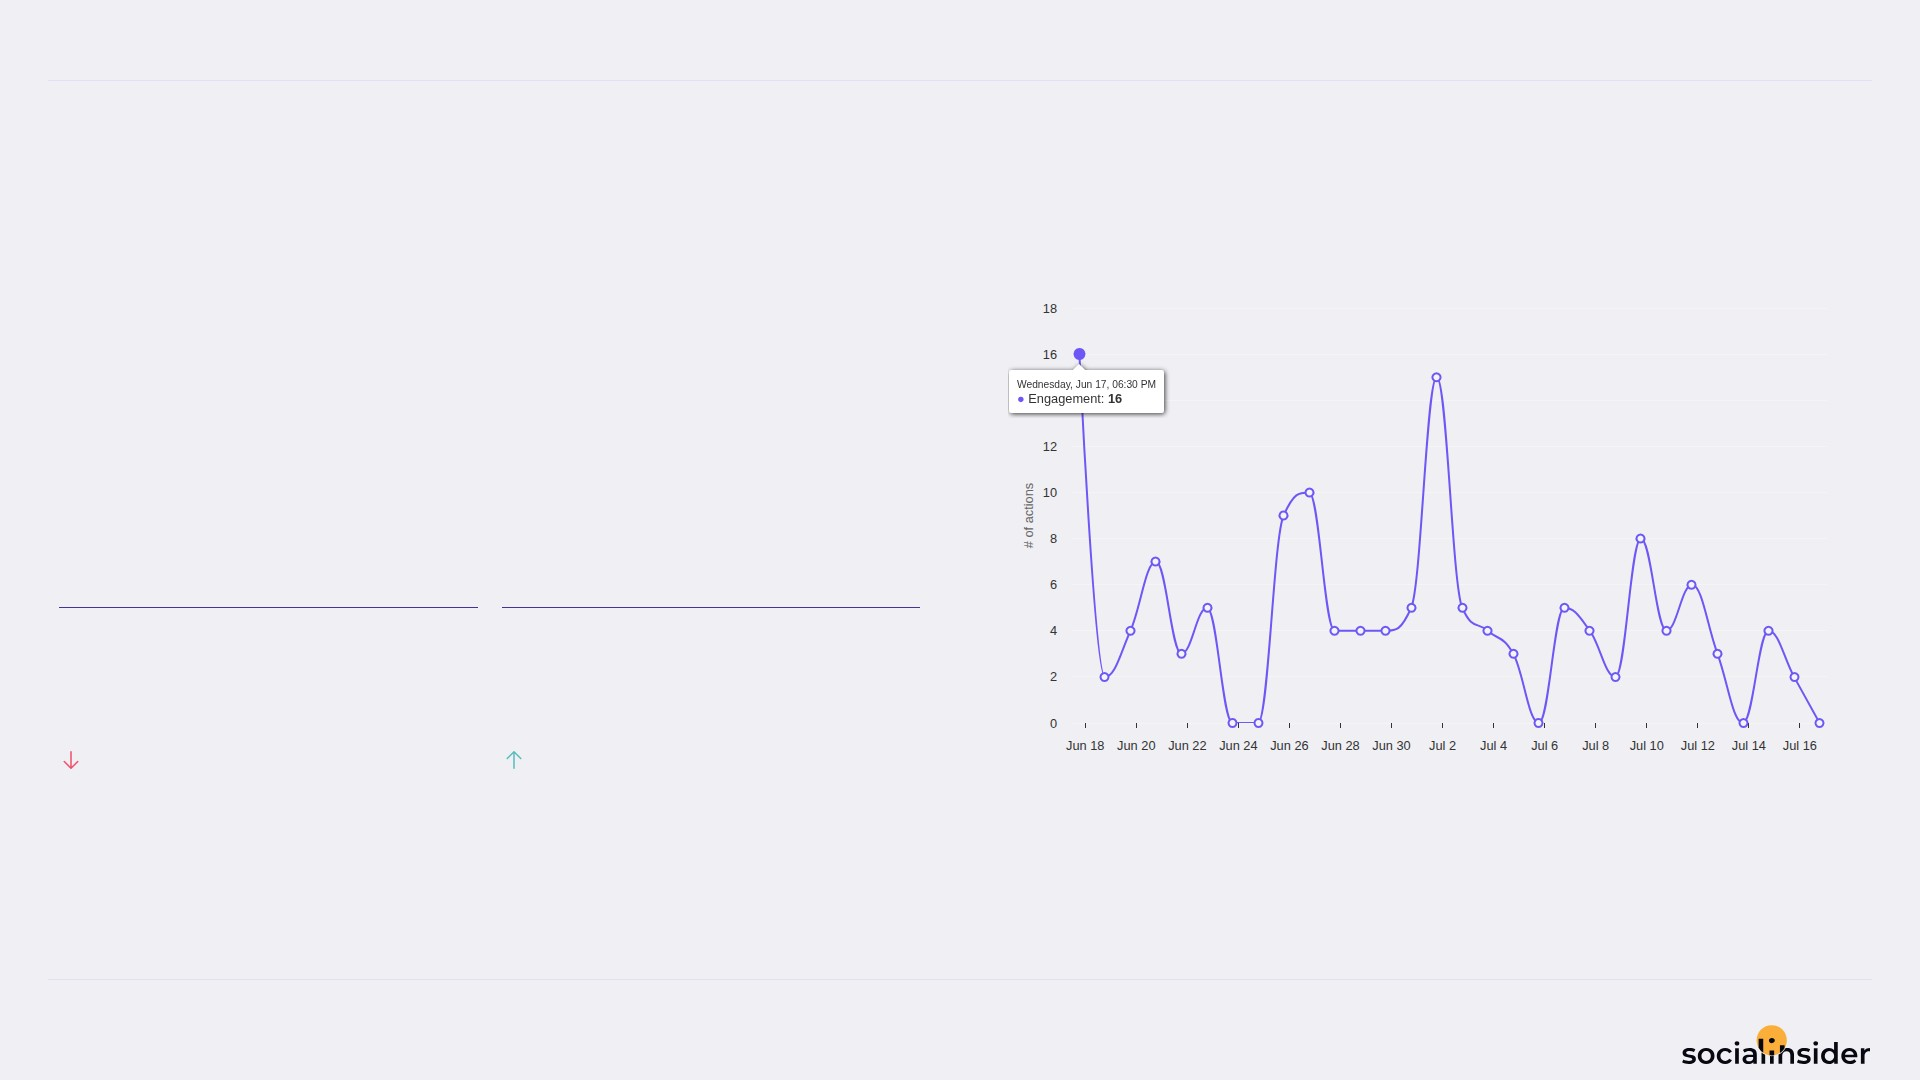 18
16
Wednesday, Jun 17, 06:30 PM
● Engagement: 16
12
10
8
6
4
2
0
# of actions
Jun 18 Jun 20 Jun 22 Jun 24 Jun 26 Jun 28 Jun 30 Jul 2 Jul 4 Jul 6 Jul 8 Jul 10 Jul 12 Jul 14 Jul 16
socialinsider